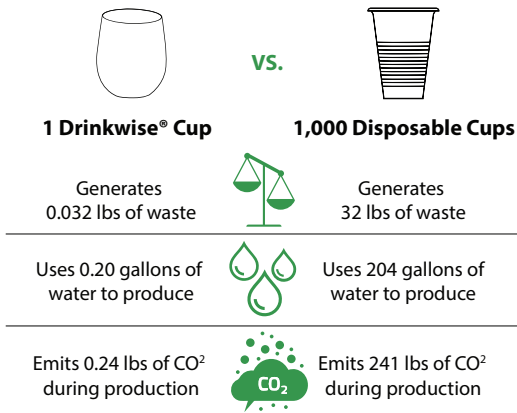 VS.
1 Drinkwise® Cup
1,000 Disposable Cups
Generates
0.032 lbs of waste
Generates
32 lbs of waste
Uses 0.20 gallons of
water to produce
Uses 204 gallons of
water to produce
Emits 0.24 lbs of CO²
during production
CO₂
Emits 241 lbs of CO²
during production